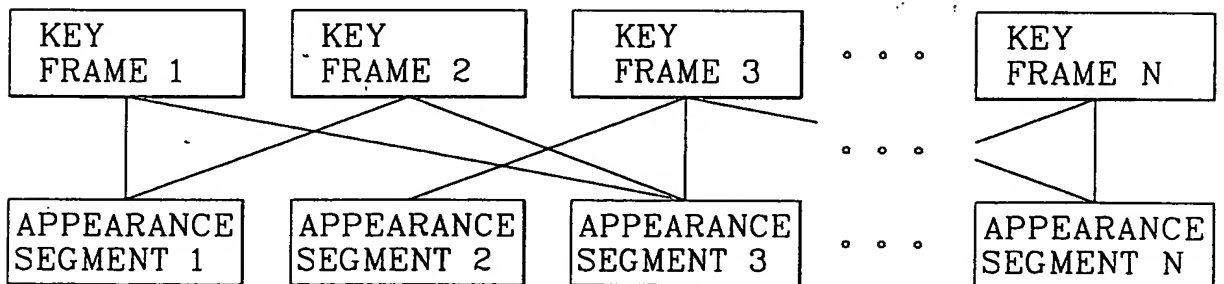 KEY
FRAME 1
KEY
FRAME 2
KEY
FRAME 3
KEY
FRAME N
APPEARANCE
SEGMENT 1
APPEARANCE
SEGMENT 2
APPEARANCE
SEGMENT 3
APPEARANCE
SEGMENT N